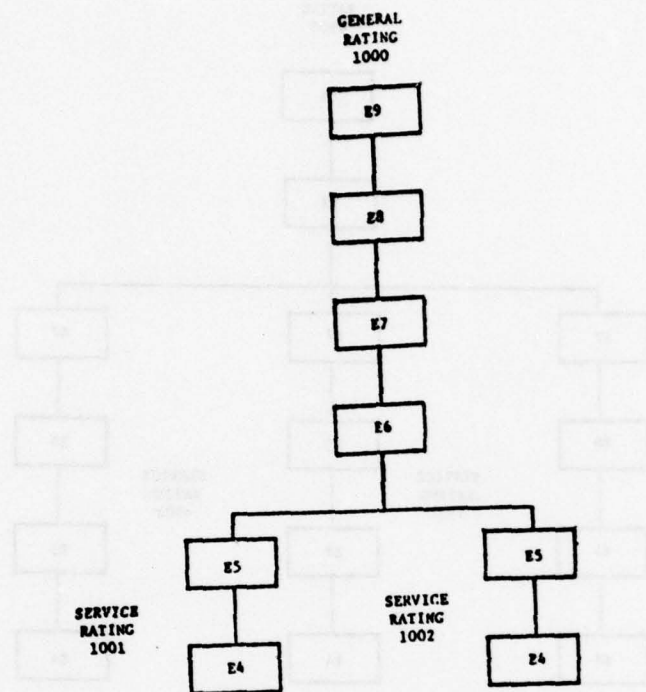 GENERAL
RATING
1000
E9
E8
E7
E6
E5
E5
SERVICE
RATING
1001
SERVICE
RATING
1002
E4
E4